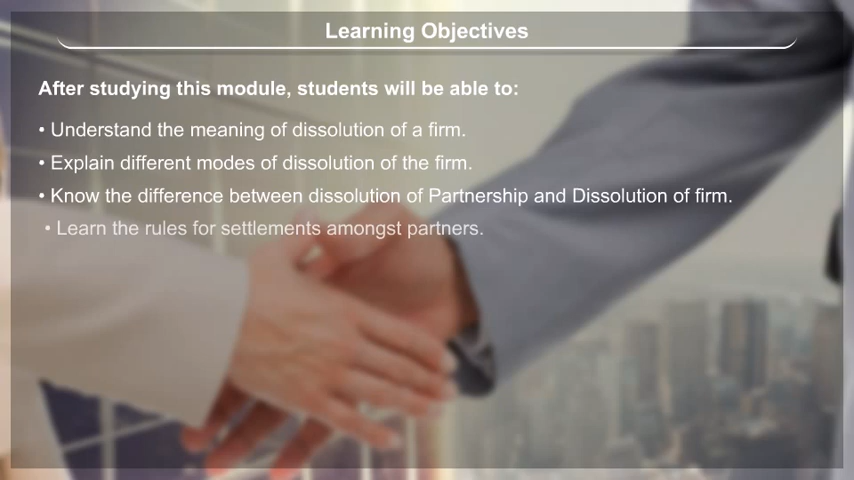 Learning Objectives
After studying this module, students will be able to:
• Understand the meaning of dissolution of a firm.
• Explain different modes of dissolution of the firm.
• Know the difference between dissolution of Partnership and Dissolution of firm.
• Learn the rules for settlements amongst partners.